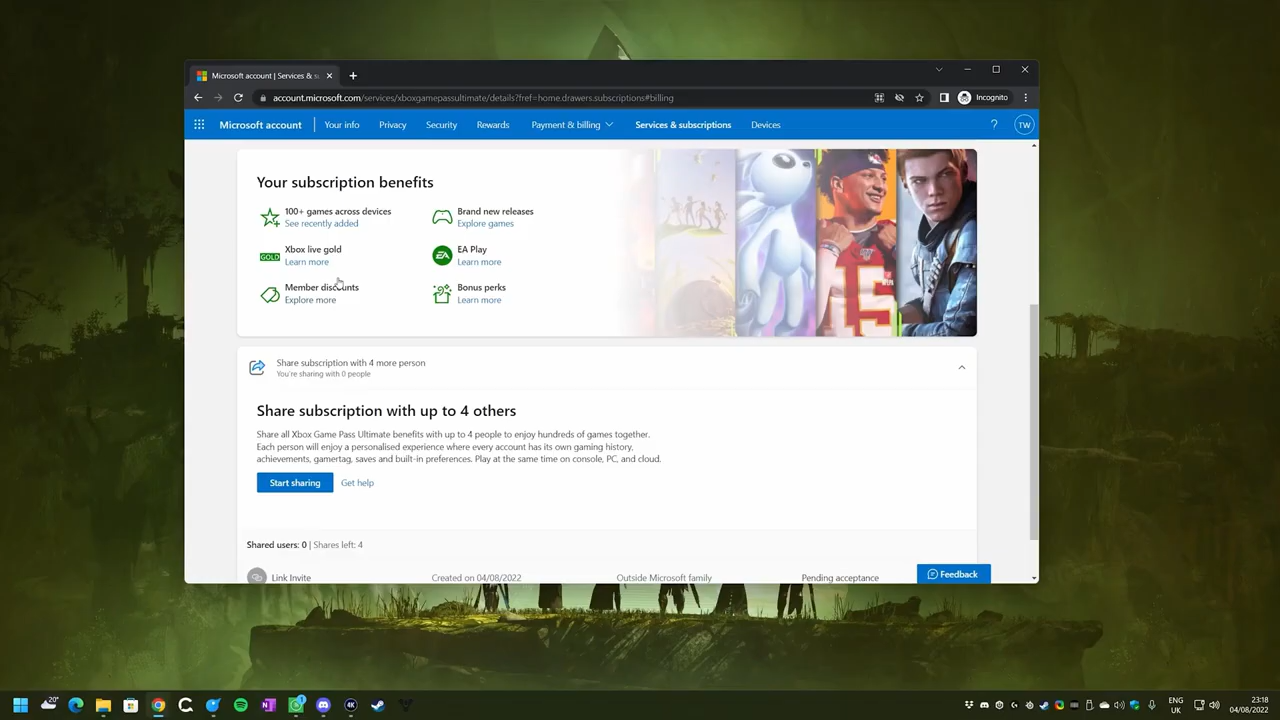 Microsoft account | Services & su
account.microsoft.com/services/xboxgamepassultimate/details?fref=home.drawers.subscriptions#billing
Incognito
Microsoft account
Your info
Privacy
Security
Rewards
Payment & billing
Services & subscriptions
Devices
?
TW
Your subscription benefits
100+ games across devices
See recently added
Brand new releases
Explore games
GOLD
Xbox live gold
Learn more
EA
EA Play
Learn more
Member discounts
Explore more
Bonus perks
Learn more
15
Share subscription with 4 more person
You're sharing with 0 people
Share subscription with up to 4 others
Share all Xbox Game Pass Ultimate benefits with up to 4 people to enjoy hundreds of games together.
Each person will enjoy a personalised experience where every account has its own gaming history,
achievements, gamertag, saves and built-in preferences. Play at the same time on console, PC, and cloud.
Start sharing
Get help
Shared users: 0 | Shares left: 4
Link Invite
Created on 04/08/2022
Outside Microsoft family
Pending acceptance
Feedback
20°
1
4K
ENG
UK
23:18
04/08/2022